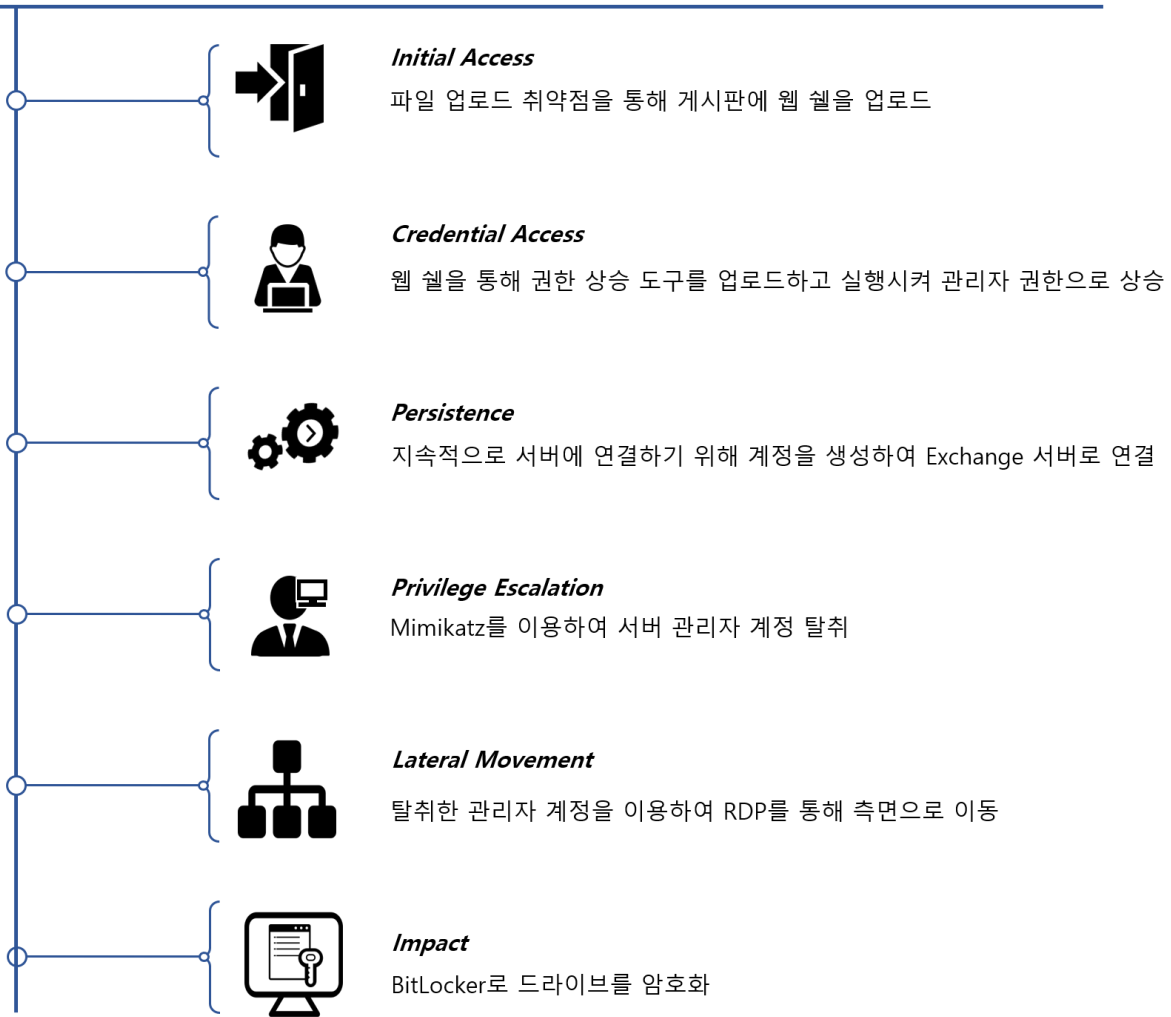 Initial Access
파일 업로드 취약점을 통해 게시판에 웹 쉘을 업로드
Credential Access
웹 쉘을 통해 권한 상승 도구를 업로드하고 실행시켜 관리자 권한으로 상승
Persistence
지속적으로 서버에 연결하기 위해 계정을 생성하여 Exchange 서버로 연결
Privilege Escalation
Mimikatz를 이용하여 서버 관리자 계정 탈취
Lateral Movement
탈취한 관리자 계정을 이용하여 RDP를 통해 측면으로 이동
Impact
BitLocker로 드라이브를 암호화